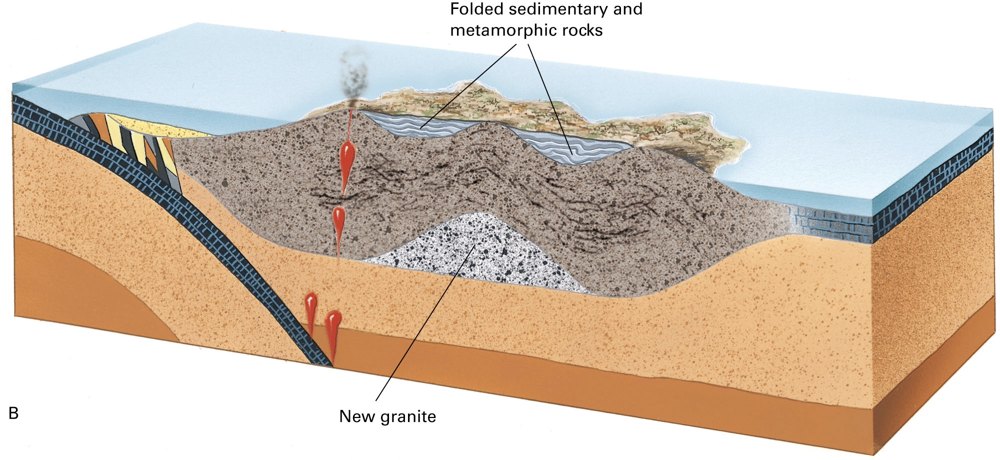 Folded sedimentary and
metamorphic rocks
B
New granite